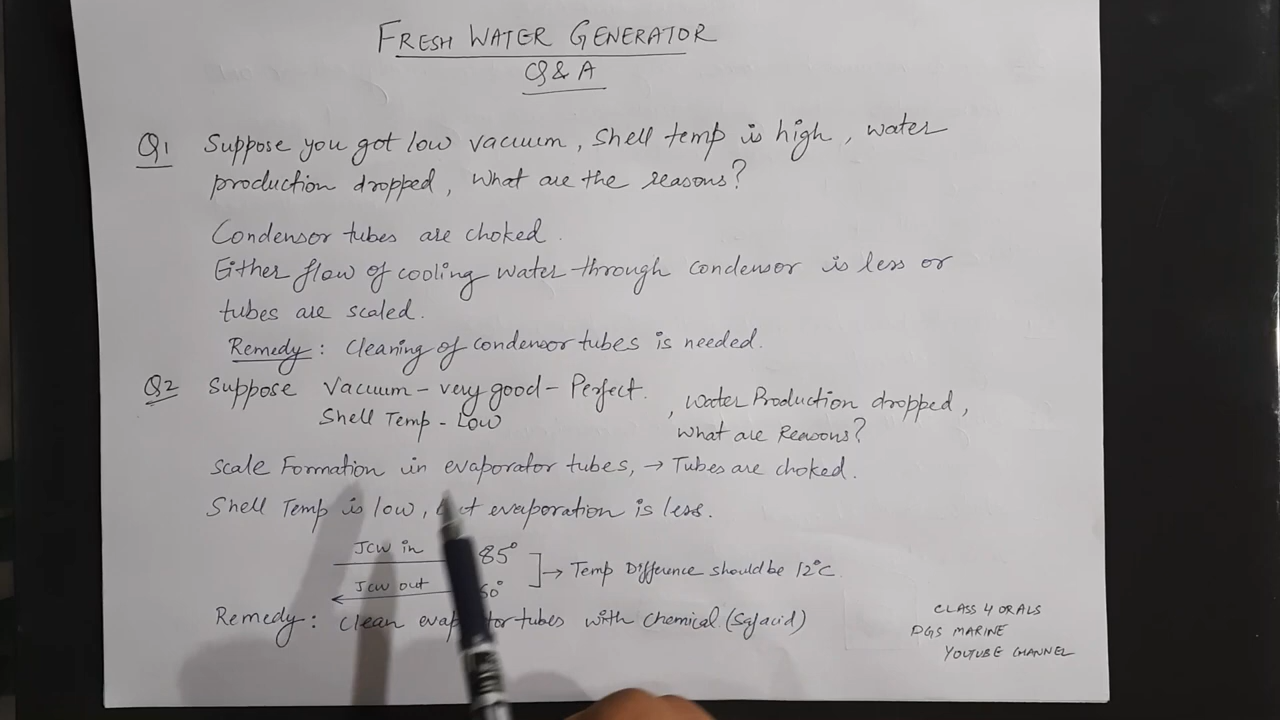 FRESH WATER GENERATOR
Q & A
Q1 Suppose you got low vacuum, Shell temp is high, water
production dropped, What are the reasons?
Condensor tubes are choked.
Either flow of cooling water through condensor is less or
tubes are scaled.
Remedy: Cleaning of condensor tubes is needed.
Q2 Suppose Vacuum - very good - Perfect.
Shell Temp - Low
, Water Production dropped,
What are Reasons?
Scale Formation in evaporator tubes, → Tubes are choked.
Shell Temp is low, evaporation is less.
JCW in 85°
JCW out
→ Temp Difference should be 12°C.
Remedy: Clean tubes with Chemical (Safacid)
CLASS 4 ORALS
DGS MARINE
YOUTUBE CHANNEL